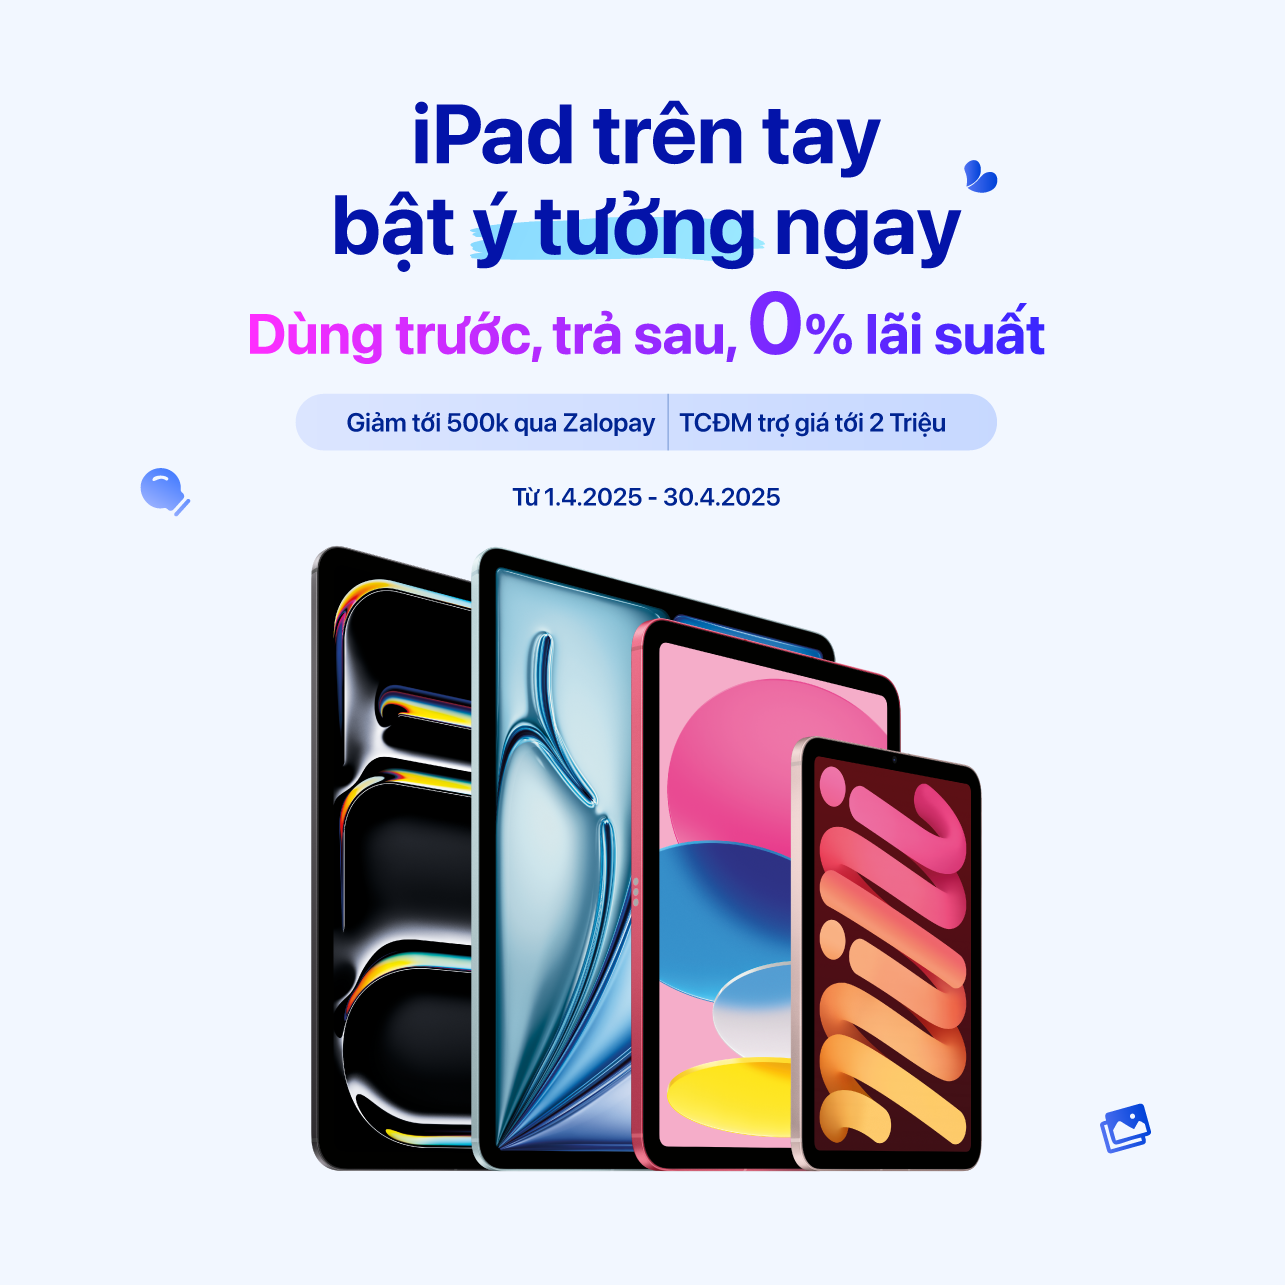 iPad trên tay
bật ý tưởng ngay
Dùng trước, trả sau, 0% lãi suất
Giảm tới 500k qua Zalopay
TCĐM trợ giá tới 2 Triệu
Từ 1.4.2025 - 30.4.2025
mini